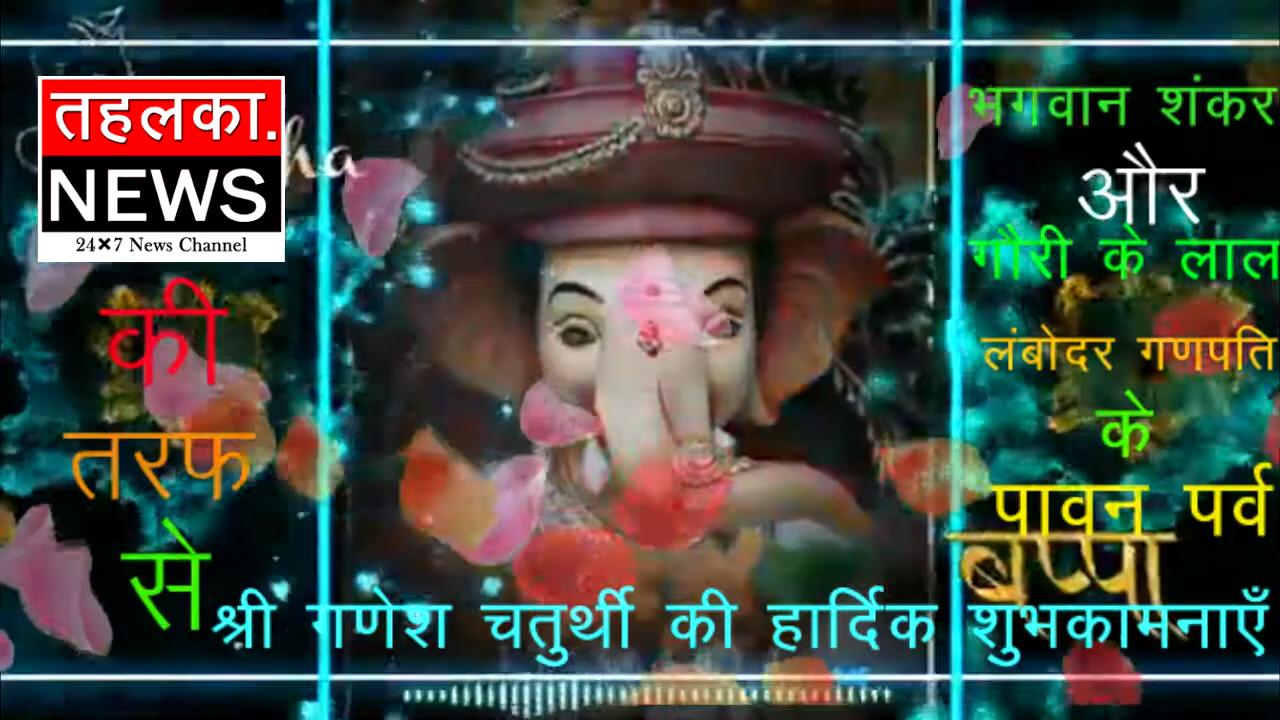 तहलका.
NEWS
24×7 News Channel
की
तरफ
से
भगवान शंकर
और
गौरी के लाल
लंबोदर गणपति
के
पावन पर्व
बप्पा
श्री गणेश चतुर्थी की हार्दिक शुभकामनाएँ